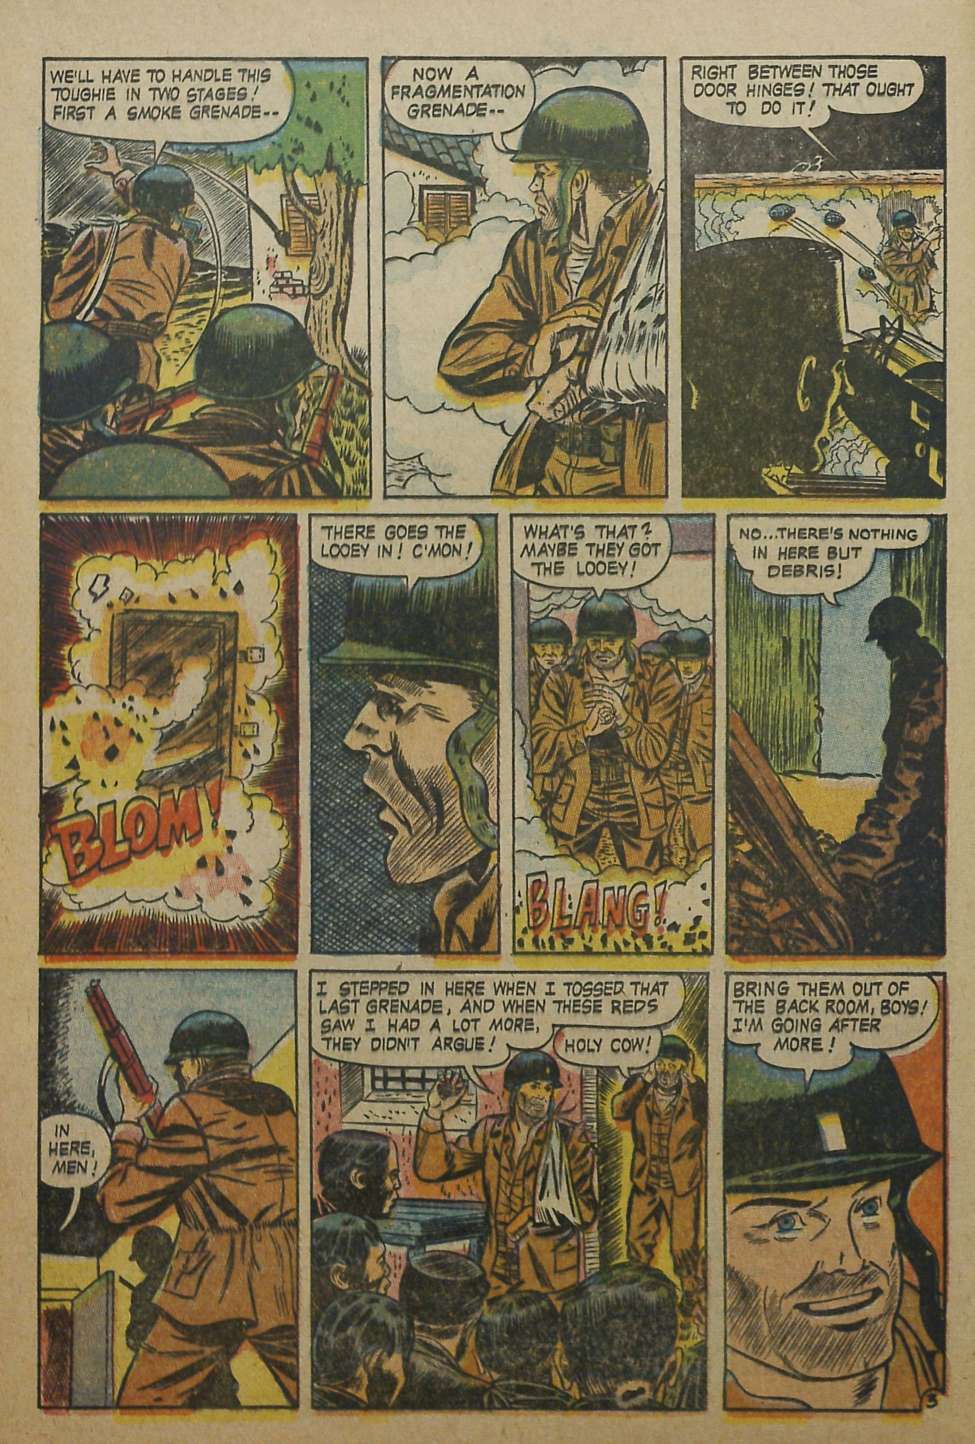 WE'LL HAVE TO HANDLE THIS
TOUGHIE IN TWO STAGES!
FIRST A SMOKE GRENADE--
NOW A
FRAGMENTATION
GRENADE--
RIGHT BETWEEN THOSE
DOOR HINGES! THAT OUGHT
TO DO IT!
BLOM!
THERE GOES THE
LOOEY IN! C'MON!
WHAT'S THAT?
MAYBE THEY GOT
THE LOOEY!
BLANG!
NO...THERE'S NOTHING
IN HERE BUT
DEBRIS!
IN
HERE,
MEN!
I STEPPED IN HERE WHEN I TOSSED THAT
LAST GRENADE, AND WHEN THESE REDS
SAW I HAD A LOT MORE,
THEY DIDN'T ARGUE!
HOLY COW!
BRING THEM OUT OF
THE BACK ROOM, BOYS!
I'M GOING AFTER
MORE!
3